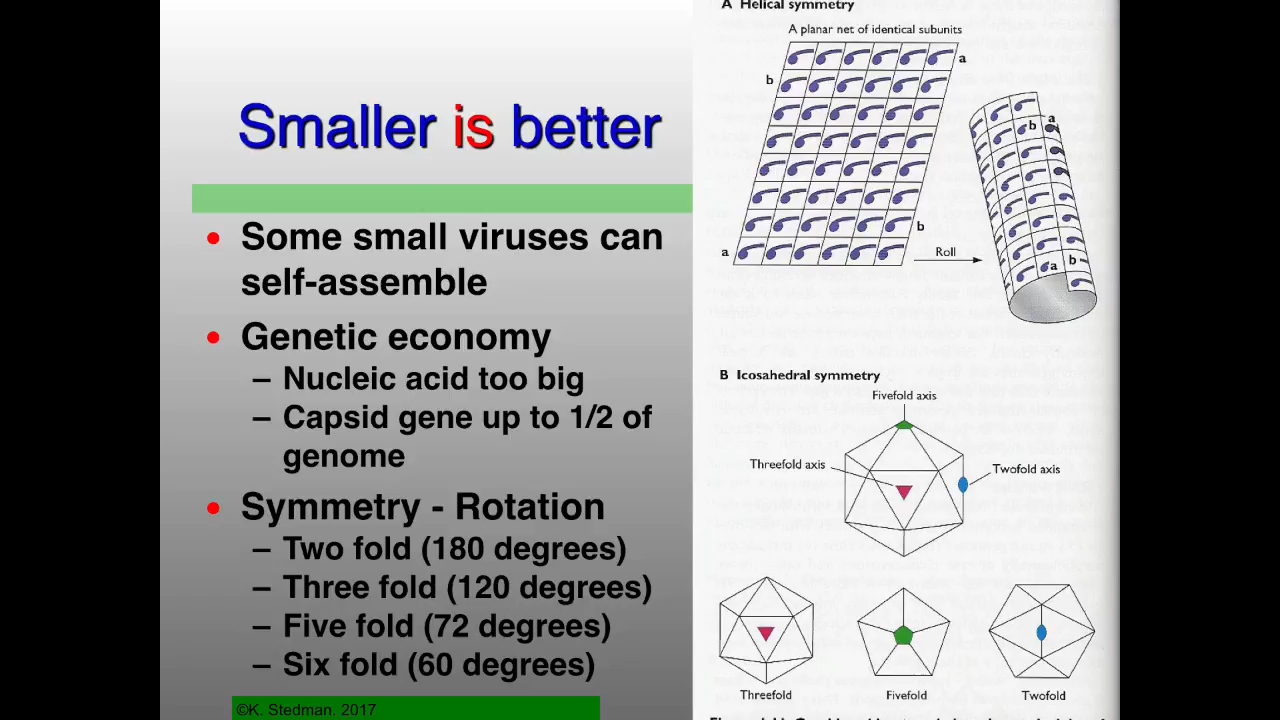 Smaller is better
• Some small viruses can
self-assemble
• Genetic economy
– Nucleic acid too big
– Capsid gene up to 1/2 of
genome
• Symmetry - Rotation
– Two fold (180 degrees)
– Three fold (120 degrees)
– Five fold (72 degrees)
– Six fold (60 degrees)
©K. Stedman. 2017
A Helical symmetry
A planar net of identical subunits
a
b
b
a
Roll
a
b
a
b
B Icosahedral symmetry
Fivefold axis
Threefold axis
Twofold axis
Threefold
Fivefold
Twofold